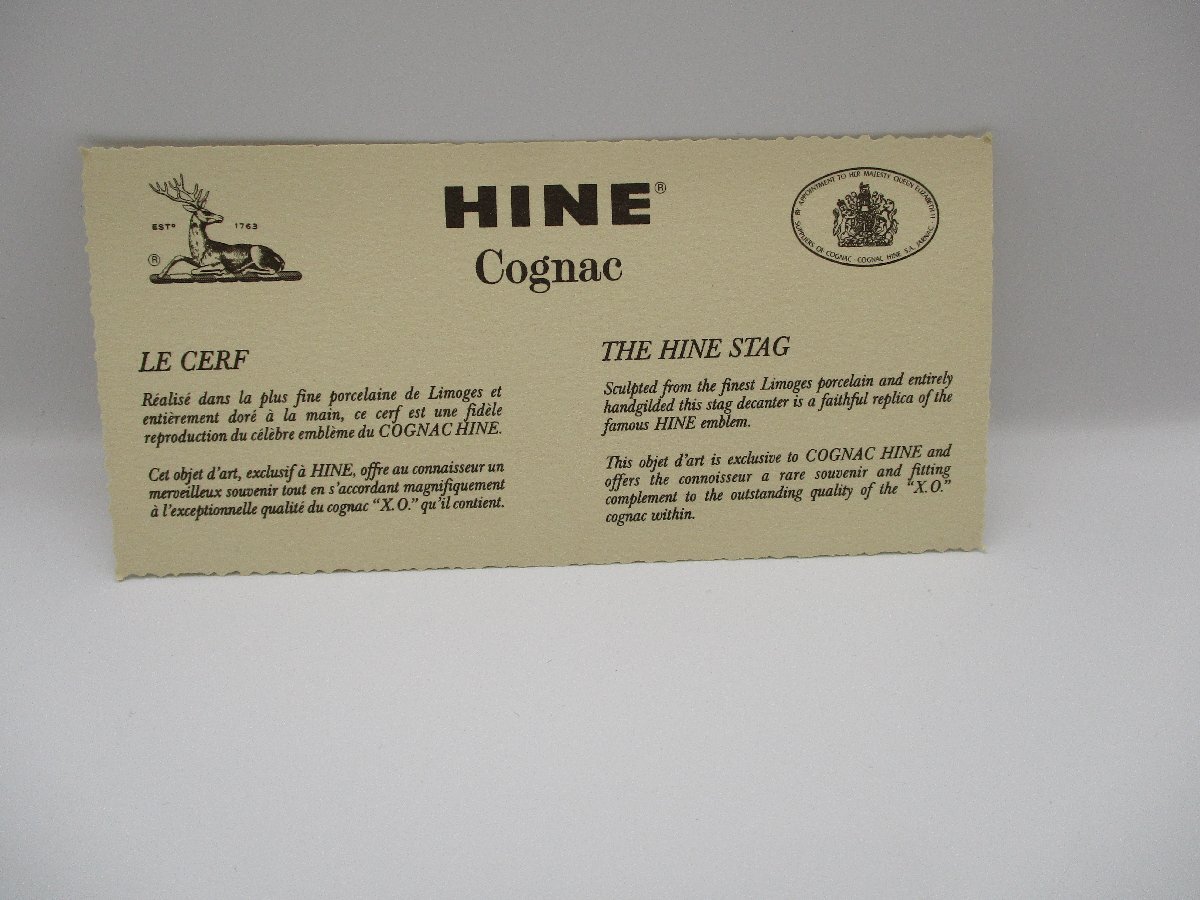 ESTD 1763
®
HINE®
Cognac
BY APPOINTMENT TO HER MAJESTY QUEEN ELIZABETH II
SUPPLIERS OF COGNAC · COGNAC HINE S.A. JARNAC ·
LE CERF
Réalisé dans la plus fine porcelaine de Limoges et
entièrement doré à la main, ce cerf est une fidèle
reproduction du célèbre emblème du COGNAC HINE.
Cet objet d'art, exclusif à HINE, offre au connaisseur un
merveilleux souvenir tout en s'accordant magnifiquement
à l'exceptionnelle qualité du cognac "X.O." qu'il contient.
THE HINE STAG
Sculpted from the finest Limoges porcelain and entirely
handgilded this stag decanter is a faithful replica of the
famous HINE emblem.
This objet d'art is exclusive to COGNAC HINE and
offers the connoisseur a rare souvenir and fitting
complement to the outstanding quality of the "X.O."
cognac within.